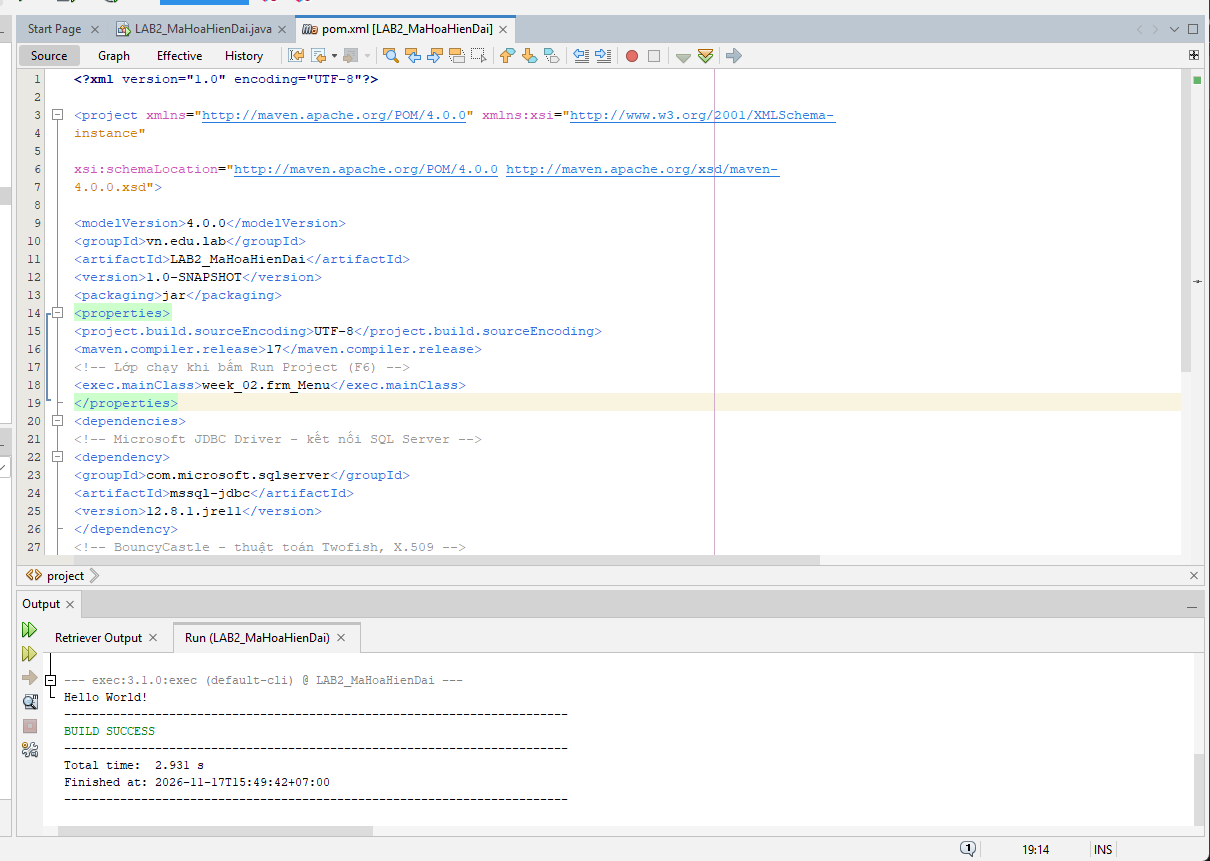 Start Page
LAB2_MaHoaHienDai.java
pom.xml [LAB2_MaHoaHienDai]
Source Graph Effective History
1 <?xml version="1.0" encoding="UTF-8"?>
2
3 <project xmlns="http://maven.apache.org/POM/4.0.0" xmlns:xsi="http://www.w3.org/2001/XMLSchema-
4 instance"
5
6 xsi:schemaLocation="http://maven.apache.org/POM/4.0.0 http://maven.apache.org/xsd/maven-
7 4.0.0.xsd">
8
9 <modelVersion>4.0.0</modelVersion>
10 <groupId>vn.edu.lab</groupId>
11 <artifactId>LAB2_MaHoaHienDai</artifactId>
12 <version>1.0-SNAPSHOT</version>
13 <packaging>jar</packaging>
14 <properties>
15 <project.build.sourceEncoding>UTF-8</project.build.sourceEncoding>
16 <maven.compiler.release>17</maven.compiler.release>
17 <!-- Lớp chạy khi bấm Run Project (F6) -->
18 <exec.mainClass>week_02.frm_Menu</exec.mainClass>
19 </properties>
20 <dependencies>
21 <!-- Microsoft JDBC Driver - kết nối SQL Server -->
22 <dependency>
23 <groupId>com.microsoft.sqlserver</groupId>
24 <artifactId>mssql-jdbc</artifactId>
25 <version>12.8.1.jre11</version>
26 </dependency>
27 <!-- BouncyCastle - thuật toán Twofish, X.509 -->
project
Output
Retriever Output
Run (LAB2_MaHoaHienDai)
--- exec:3.1.0:exec (default-cli) @ LAB2_MaHoaHienDai ---
Hello World!
------------------------------------------------------------------------
BUILD SUCCESS
------------------------------------------------------------------------
Total time:  2.931 s
Finished at: 2026-11-17T15:49:42+07:00
------------------------------------------------------------------------
1 19:14 INS